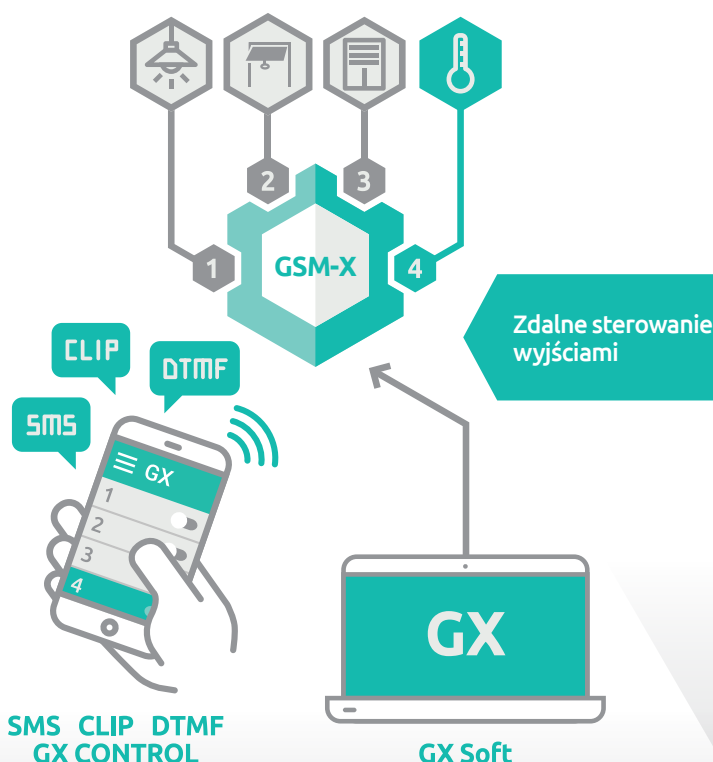 2
3
1
GSM-X
4
Zdalne sterowanie
wyjściami
CLIP
DTMF
SMS
GX
1
2
3
4
GX
SMS CLIP DTMF
GX CONTROL
GX Soft